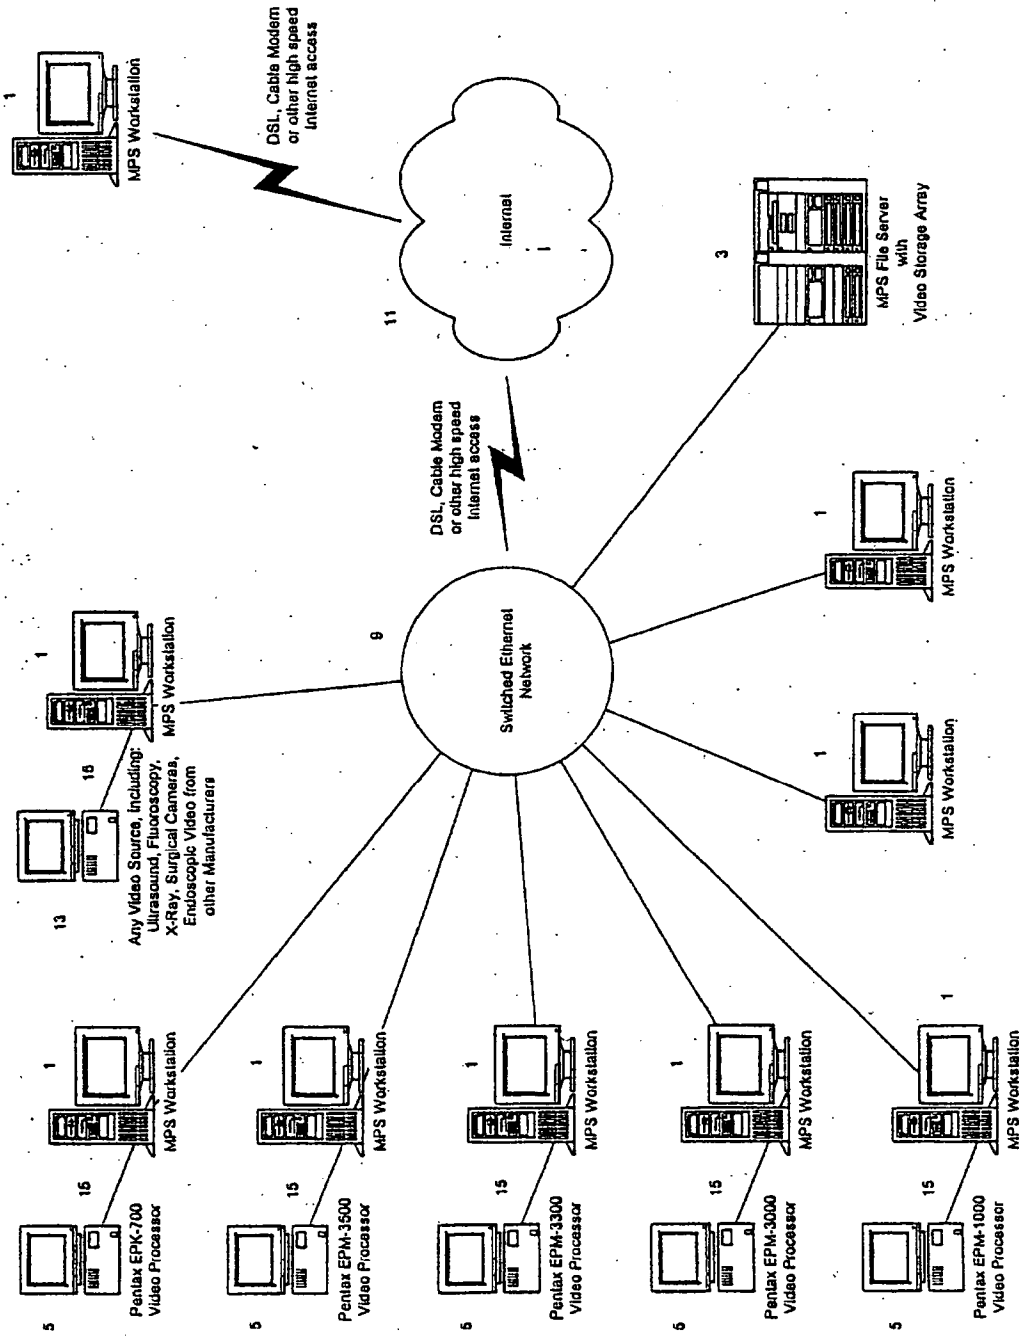 1
MPS Workstation
DSL, Cable Modem
or other high speed
Internet access
1
MPS Workstation
15
13
Any Video Source, Including:
Ultrasound, Fluoroscopy,
X-Ray, Surgical Cameras,
Endoscopic Video from
other Manufacturers
5
Pentax EPK-700
Video Processor
15
1
MPS Workstation
5
Pentax EPM-3500
Video Processor
15
1
MPS Workstation
5
Pentax EPM-3300
Video Processor
15
1
MPS Workstation
5
Pentax EPM-3000
Video Processor
15
1
MPS Workstation
5
Pentax EPM-1000
Video Processor
15
1
MPS Workstation
9
Switched Ethernet
Network
DSL, Cable Modem
or other high speed
Internet access
11
Internet
3
MPS File Server
with
Video Storage Array
1
MPS Workstation
1
MPS Workstation